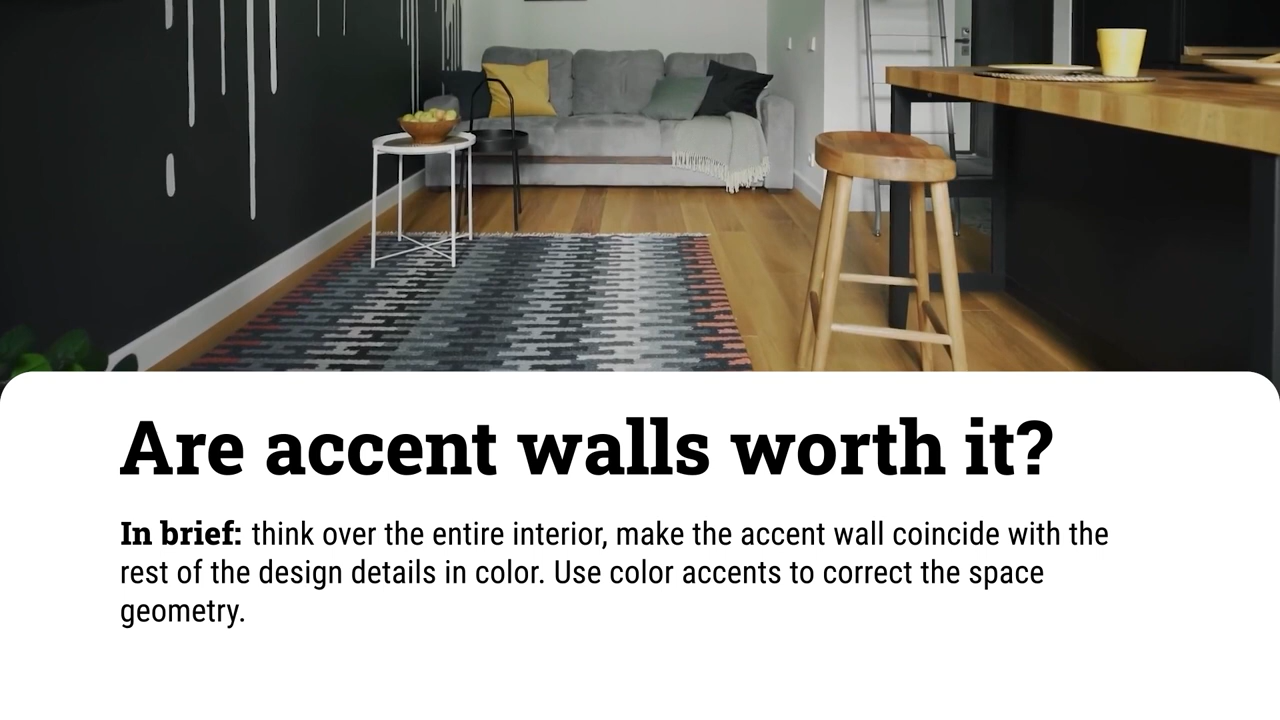 Are accent walls worth it?
In brief: think over the entire interior, make the accent wall coincide with the
rest of the design details in color. Use color accents to correct the space
geometry.